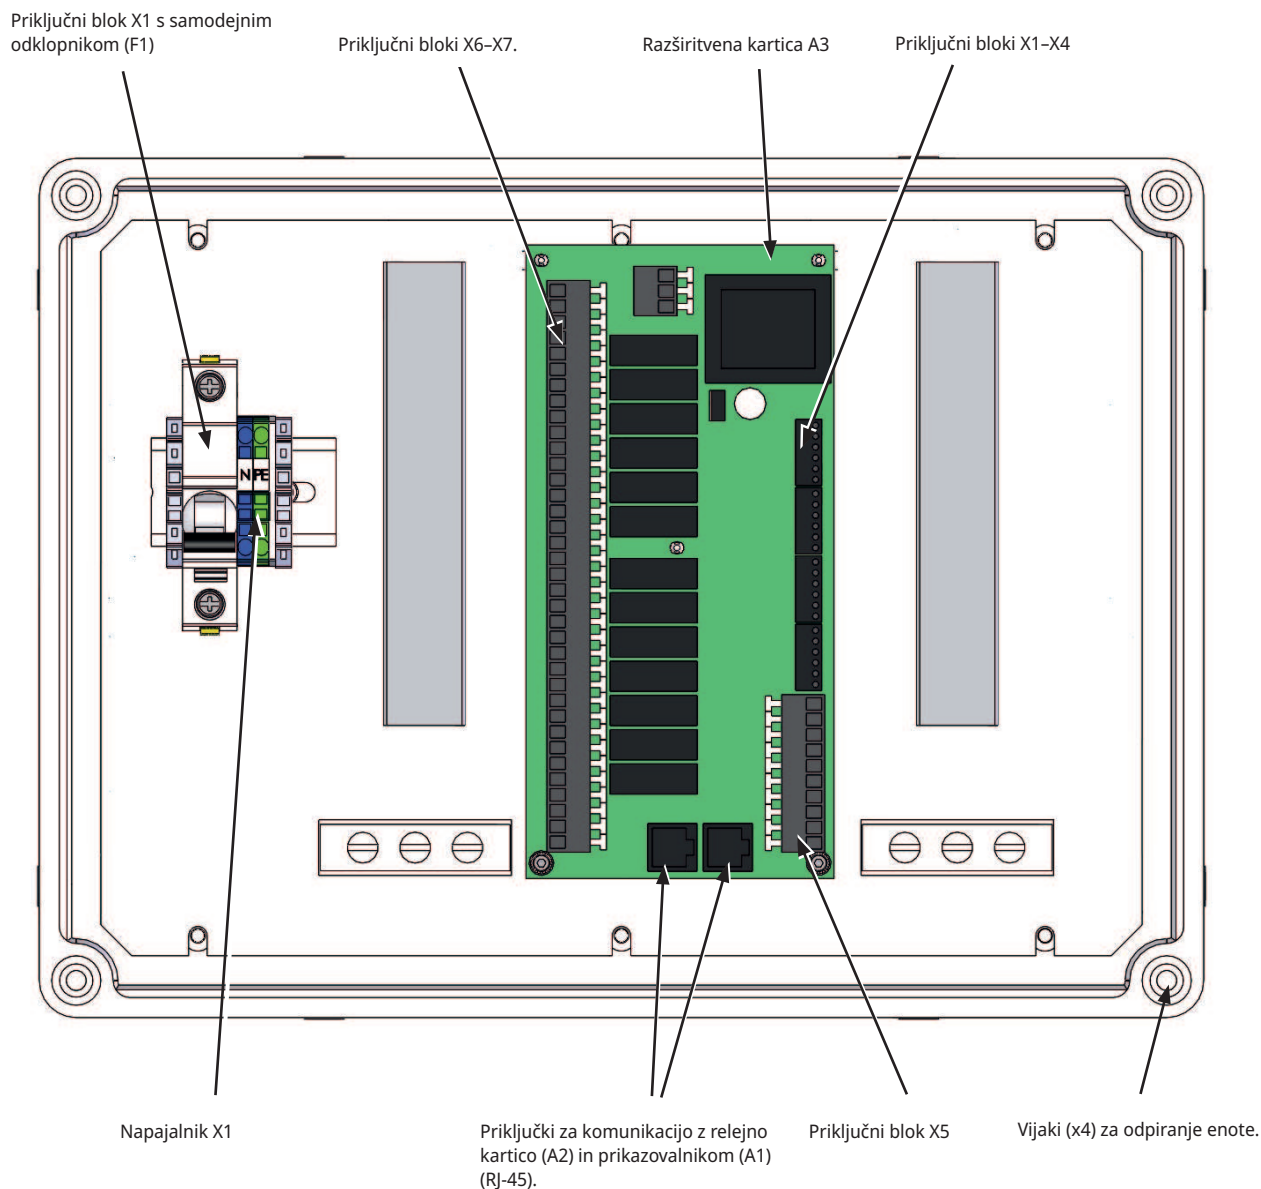 Priključni blok X1 s samodejnim
odklopnikom (F1)
Priključni bloki X6–X7.
Razširitvena kartica A3
Priključni bloki X1–X4
N PE
Napajalnik X1
Priključki za komunikacijo z relejno
kartico (A2) in prikazovalnikom (A1)
(RJ-45).
Priključni blok X5
Vijaki (x4) za odpiranje enote.